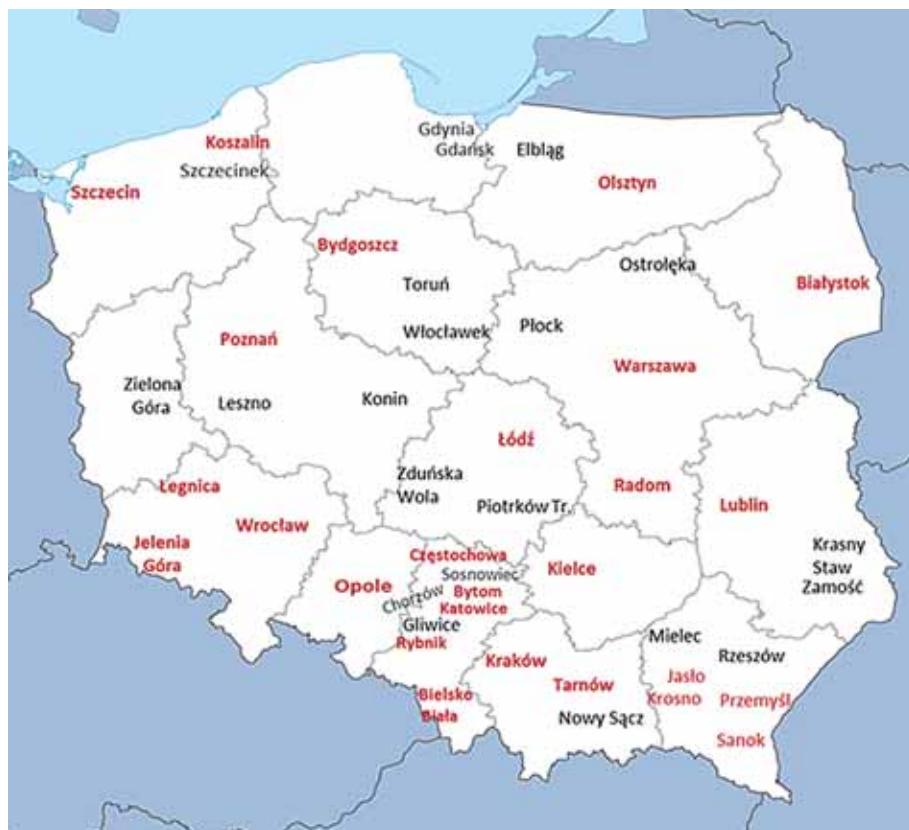 Gdynia
Gdańsk
Koszalin
Szczecinek
Elbląg
Szczecin
Olsztyn
Bydgoszcz
Ostrolęka
Toruń
Białystok
Włocławek
Płock
Poznań
Warszawa
Zielona
Góra
Leszno
Konin
Łódź
Zduńska
Wola
Piotrków Tr.
Legnica
Radom
Lublin
Wrocław
Jelenia
Góra
Krasny
Staw
Zamość
Częstochowa
Sosnowiec
Kielce
Opole
Bytom
Chorzów
Katowice
Gliwice
Rybnik
Mielec
Rzeszów
Kraków
Jasło
Tarnów
Krosno
Przemyśl
Bielsko
Biała
Nowy Sącz
Sanok